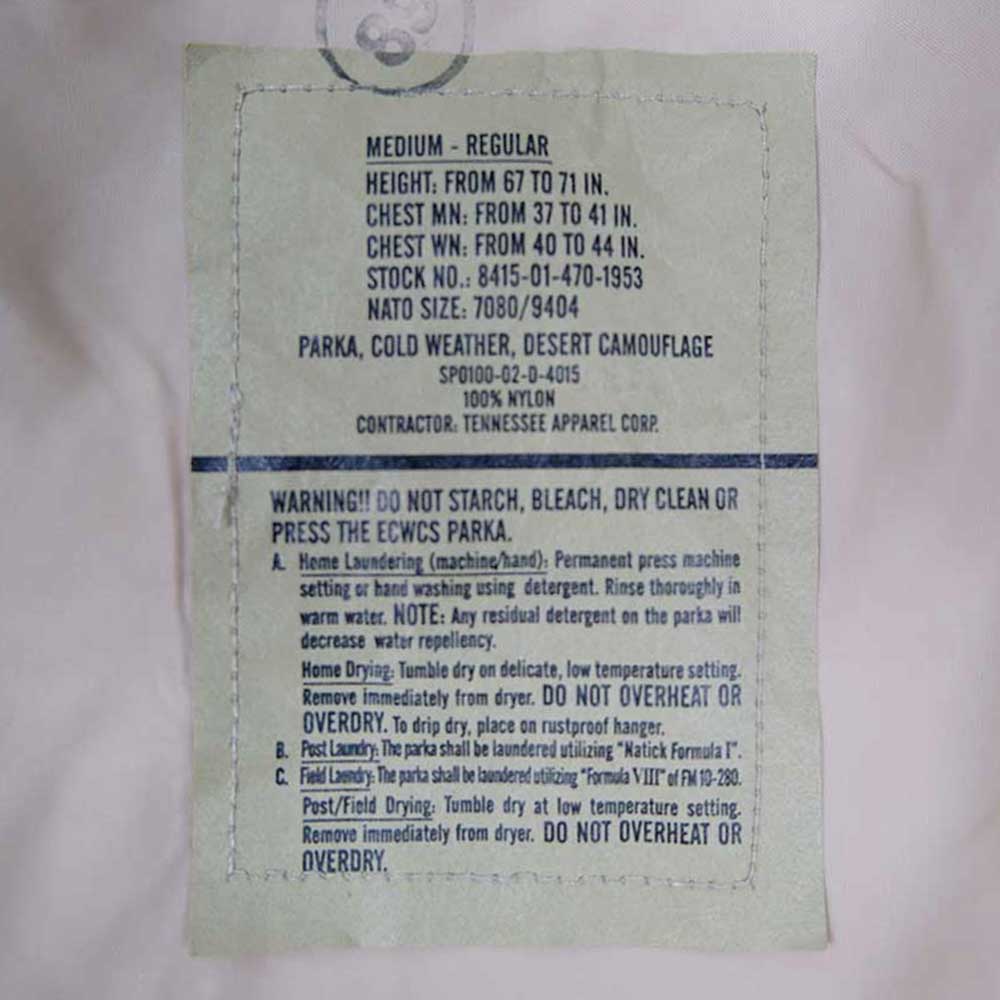 83
MEDIUM - REGULAR
HEIGHT: FROM 67 TO 71 IN.
CHEST MN: FROM 37 TO 41 IN.
CHEST WN: FROM 40 TO 44 IN.
STOCK NO.: 8415-01-470-1953
NATO SIZE: 7080/9404
PARKA, COLD WEATHER, DESERT CAMOUFLAGE
SP0100-02-D-4015
100% NYLON
CONTRACTOR: TENNESSEE APPAREL CORP.
WARNING!! DO NOT STARCH, BLEACH, DRY CLEAN OR
PRESS THE ECWCS PARKA.
A. Home Laundering (machine/hand): Permanent press machine
setting or hand washing using detergent. Rinse thoroughly in
warm water. NOTE: Any residual detergent on the parka will
decrease water repellency.
Home Drying: Tumble dry on delicate, low temperature setting.
Remove immediately from dryer. DO NOT OVERHEAT OR
OVERDRY. To drip dry, place on rustproof hanger.
B. Post Laundry: The parka shall be laundered utilizing "Natick Formula I".
C. Field Laundry: The parka shall be laundered utilizing "Formula VIII" of FM 10-280.
Post/Field Drying: Tumble dry at low temperature setting.
Remove immediately from dryer. DO NOT OVERHEAT OR
OVERDRY.